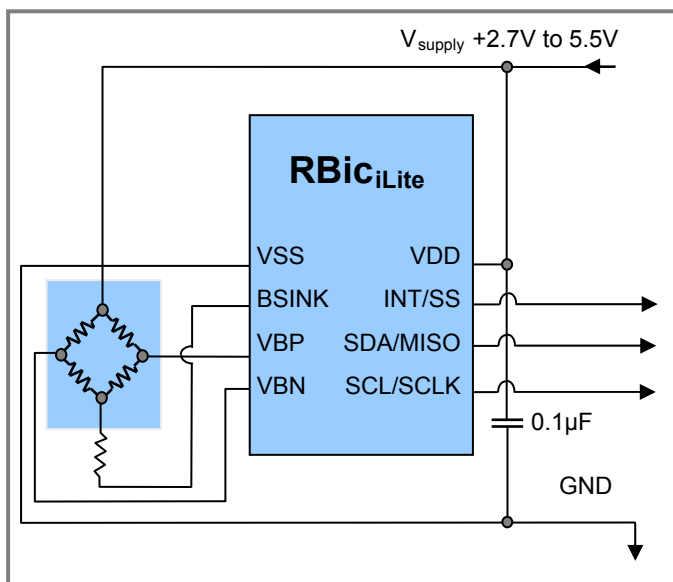 Vsupply +2.7V to 5.5V
RBiciLite
VSS VDD
BSINK INT/SS
VBP SDA/MISO
VBN SCL/SCLK
0.1µF
GND